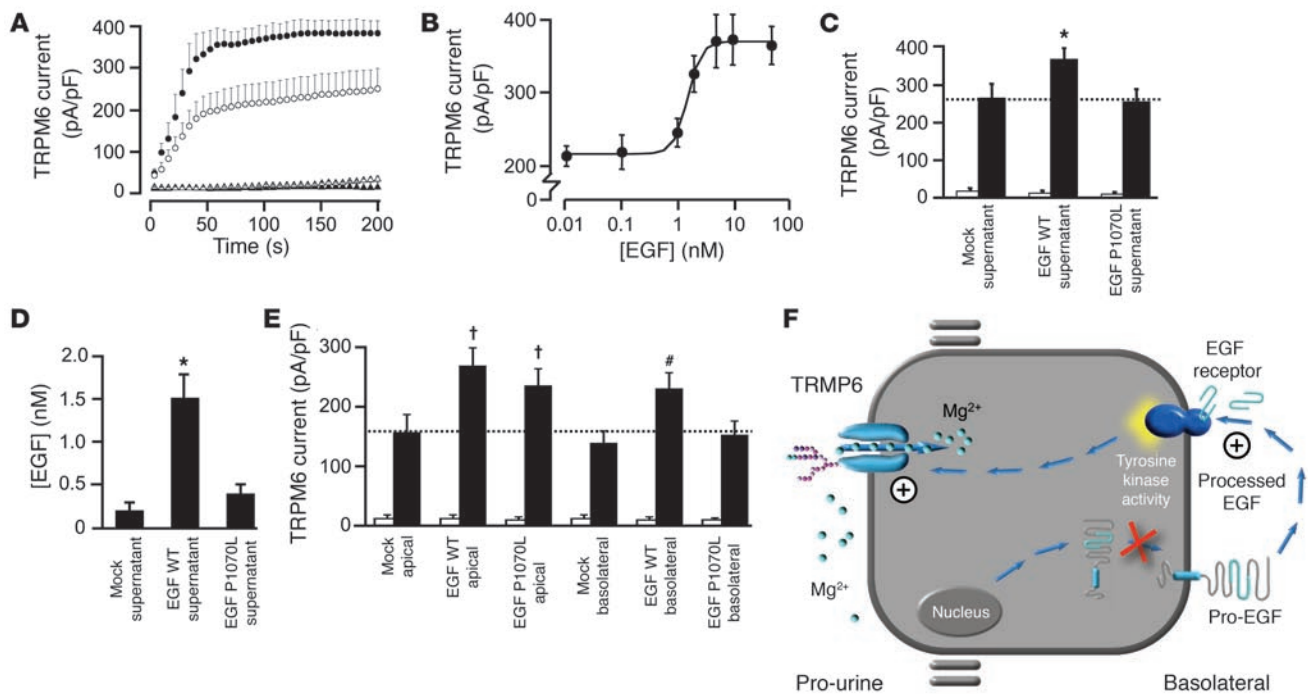 A
TRPM6 current
(pA/pF)
400
300
200
100
0
0
50
100
150
200
Time (s)
B
TRPM6 current
(pA/pF)
400
300
200
0
0.01
0.1
1
10
100
[EGF] (nM)
C
TRPM6 current
(pA/pF)
400
300
200
100
0
*
Mock
supernatant
EGF WT
supernatant
EGF P1070L
supernatant
D
[EGF] (nM)
2.0
1.5
1.0
0.5
0
*
Mock
supernatant
EGF WT
supernatant
EGF P1070L
supernatant
E
TRPM6 current (pA/pF)
300
200
100
0
†
†
#
Mock
apical
EGF WT
apical
EGF P1070L
apical
Mock
basolateral
EGF WT
basolateral
EGF P1070L
basolateral
F
TRMP6
Mg2+
EGF
receptor
+
Tyrosine
kinase
activity
+
Processed
EGF
Mg2+
Nucleus
Pro-EGF
Pro-urine
Basolateral